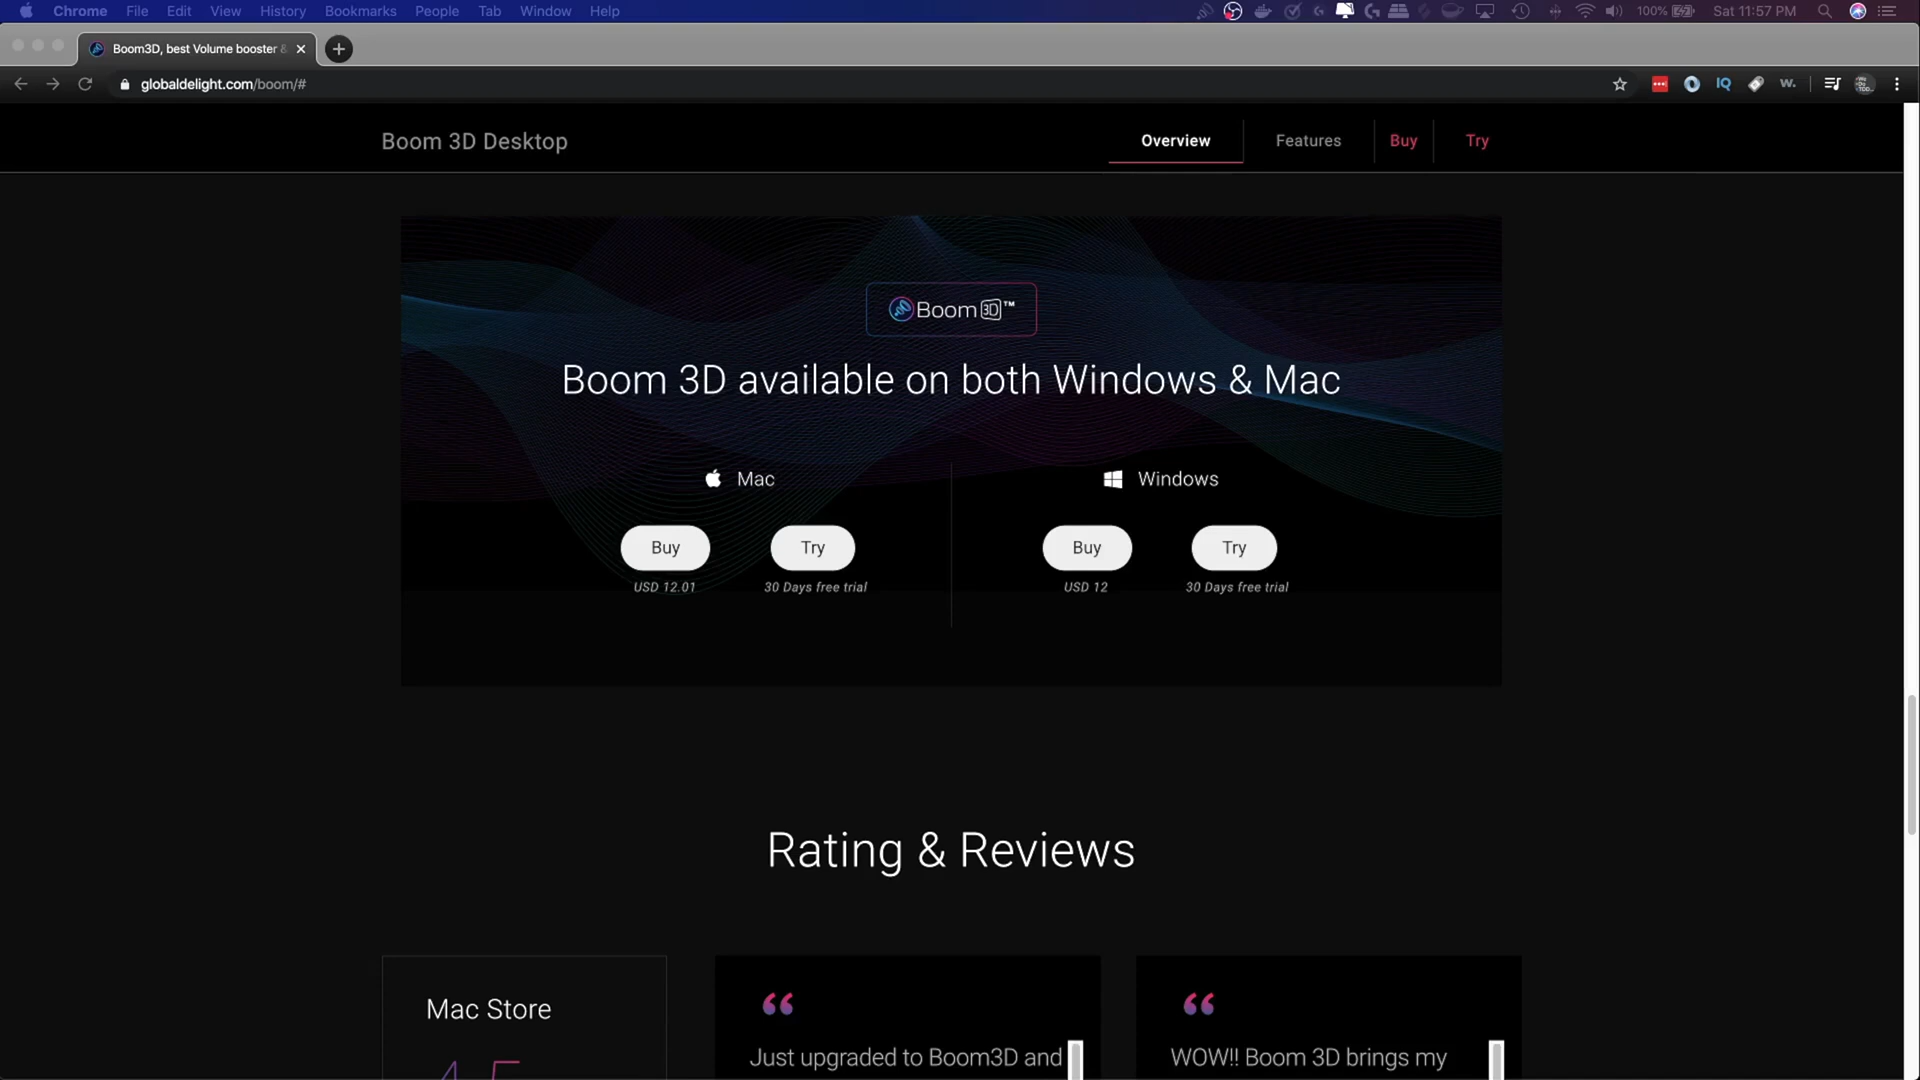 Chrome File Edit View History Bookmarks People Tab Window Help
100% Sat 11:57 PM
Boom3D, best Volume booster &
globaldelight.com/boom/#
IQ
w.
Boom 3D Desktop
Overview Features Buy Try
Boom 3D™
Boom 3D available on both Windows & Mac
Mac Windows
Buy Try Buy Try
USD 12.01 30 Days free trial USD 12 30 Days free trial
Rating & Reviews
Mac Store
“ “
Just upgraded to Boom3D and WOW!! Boom 3D brings my